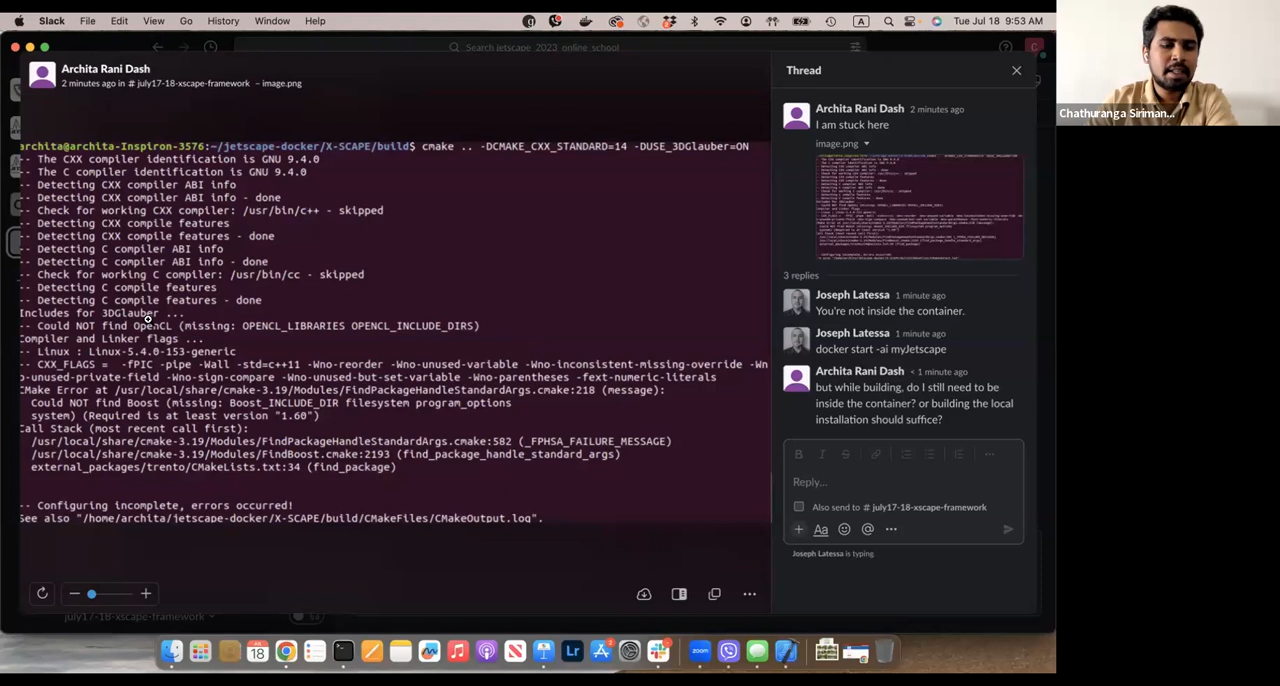 Slack File Edit View Go History Window Help
A
Tue Jul 18 9:53 AM
Search jetscape_2023_online_school
Archita Rani Dash
2 minutes ago in # july17-18-xscape-framework – image.png
archita@archita-Inspiron-3576:~/jetscape-docker/X-SCAPE/build$ cmake .. -DCMAKE_CXX_STANDARD=14 -DUSE_3DGlauber=ON
-- The CXX compiler identification is GNU 9.4.0
-- The C compiler identification is GNU 9.4.0
-- Detecting CXX compiler ABI info
-- Detecting CXX compiler ABI info - done
-- Check for working CXX compiler: /usr/bin/c++ - skipped
-- Detecting CXX compile features
-- Detecting CXX compile features - done
-- Detecting C compiler ABI info
-- Detecting C compiler ABI info - done
-- Check for working C compiler: /usr/bin/cc - skipped
-- Detecting C compile features
-- Detecting C compile features - done
Includes for 3DGlauber ...
-- Could NOT find OpenCL (missing: OPENCL_LIBRARIES OPENCL_INCLUDE_DIRS)
Compiler and Linker flags ...
-- Linux : Linux-5.4.0-153-generic
-- CXX_FLAGS = -fPIC -pipe -Wall -std=c++11 -Wno-reorder -Wno-unused-variable -Wno-inconsistent-missing-override -Wn
o-unused-private-field -Wno-sign-compare -Wno-unused-but-set-variable -Wno-parentheses -fext-numeric-literals
CMake Error at /usr/local/share/cmake-3.19/Modules/FindPackageHandleStandardArgs.cmake:218 (message):
Could NOT find Boost (missing: Boost_INCLUDE_DIR filesystem program_options
system) (Required is at least version "1.60")
Call Stack (most recent call first):
/usr/local/share/cmake-3.19/Modules/FindPackageHandleStandardArgs.cmake:582 (_FPHSA_FAILURE_MESSAGE)
/usr/local/share/cmake-3.19/Modules/FindBoost.cmake:2193 (find_package_handle_standard_args)
external_packages/trento/CMakeLists.txt:34 (find_package)
-- Configuring incomplete, errors occurred!
See also "/home/archita/jetscape-docker/X-SCAPE/build/CMakeFiles/CMakeOutput.log".
july17-18-xscape-framework
Thread
Archita Rani Dash 2 minutes ago
I am stuck here
image.png
3 replies
Joseph Latessa 1 minute ago
You're not inside the container.
Joseph Latessa 1 minute ago
docker start -ai myJetscape
Archita Rani Dash < 1 minute ago
but while building, do I still need to be
inside the container? or building the local
installation should suffice?
Reply...
Also send to # july17-18-xscape-framework
Aa
Joseph Latessa is typing
Chathuranga Siriman...
JUL
18
Lr
zoom